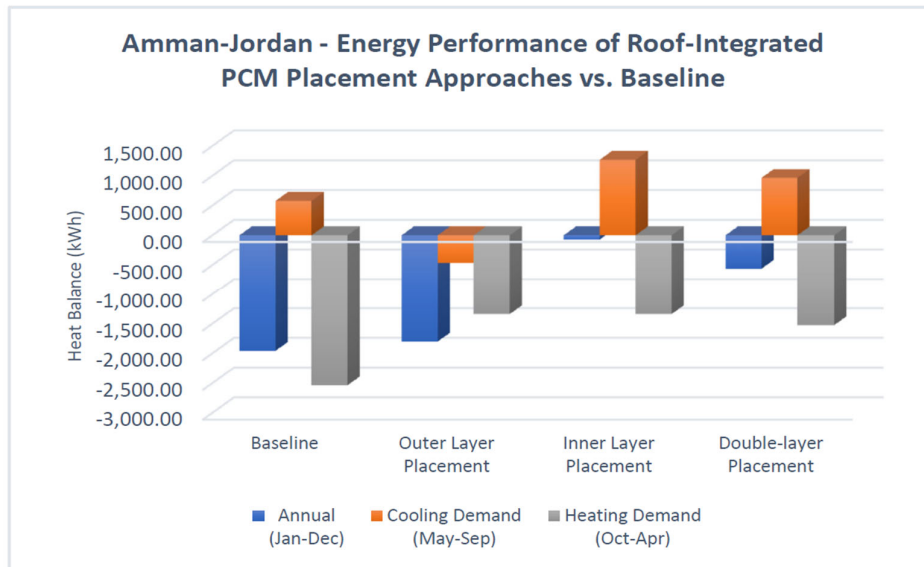 Amman-Jordan - Energy Performance of Roof-Integrated
PCM Placement Approaches vs. Baseline
Heat Balance (kWh)
1,500.00
1,000.00
500.00
0.00
-500.00
-1,000.00
-1,500.00
-2,000.00
-2,500.00
-3,000.00
Baseline
Outer Layer
Placement
Inner Layer
Placement
Double-layer
Placement
Annual
(Jan-Dec)
Cooling Demand
(May-Sep)
Heating Demand
(Oct-Apr)